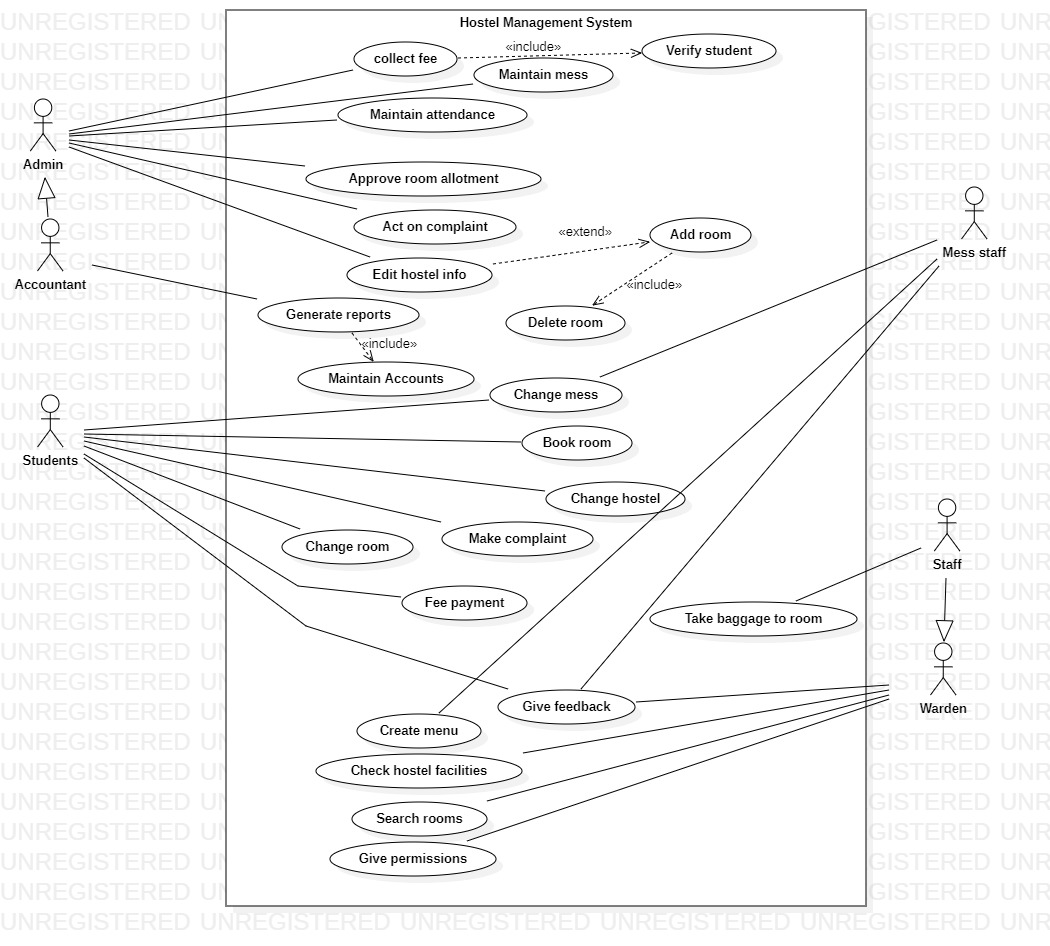 Hostel Management System
«include»
collect fee
Verify student
Maintain mess
Maintain attendance
Admin
Approve room allotment
Act on complaint
«extend»
Add room
Mess staff
Edit hostel info
Accountant
«include»
Generate reports
Delete room
«include»
Maintain Accounts
Change mess
Book room
Students
Change hostel
Make complaint
Change room
Staff
Fee payment
Take baggage to room
Give feedback
Warden
Create menu
Check hostel facilities
Search rooms
Give permissions
UNREGISTERED UNREGISTERED UNREGISTERED UNREGISTERED UNREGISTERED UNR